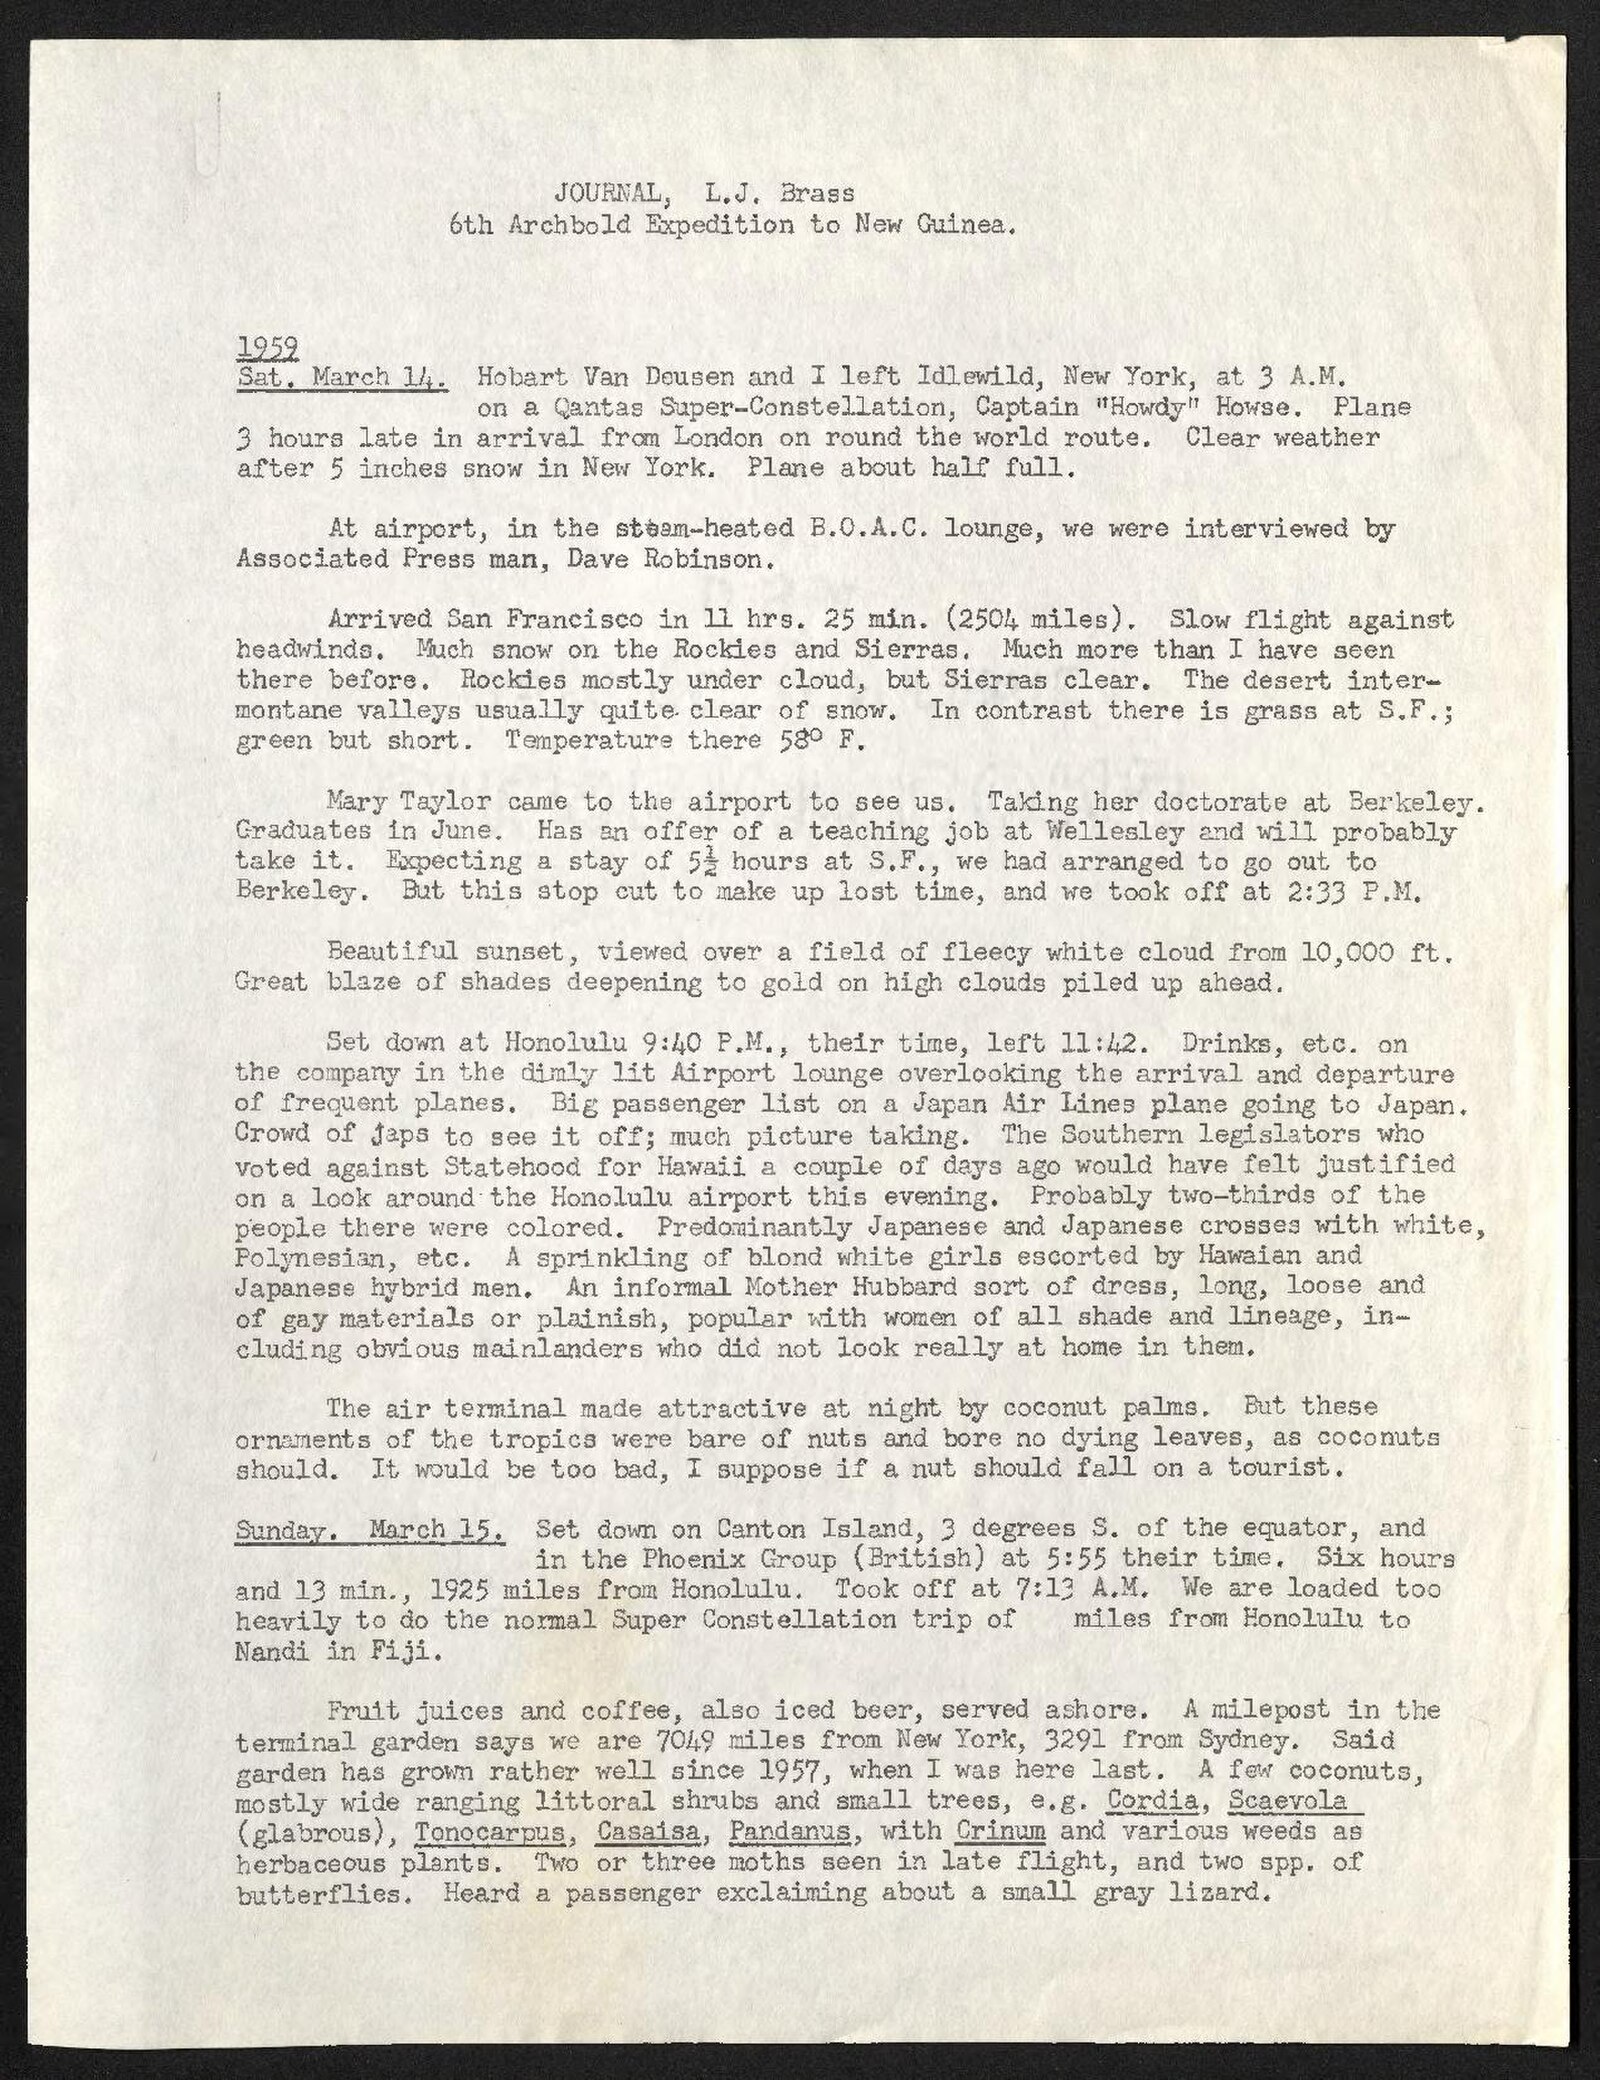 JOURNAL, L.J. Brass
6th Archbold Expedition to New Guinea.
1959
Sat. March 14. Hobart Van Deusen and I left Idlewild, New York, at 3 A.M.
on a Qantas Super-Constellation, Captain "Howdy" Howse. Plane
3 hours late in arrival from London on round the world route. Clear weather
after 5 inches snow in New York. Plane about half full.
At airport, in the steam-heated B.O.A.C. lounge, we were interviewed by
Associated Press man, Dave Robinson.
Arrived San Francisco in 11 hrs. 25 min. (2504 miles). Slow flight against
headwinds. Much snow on the Rockies and Sierras. Much more than I have seen
there before. Rockies mostly under cloud, but Sierras clear. The desert inter-
montane valleys usually quite clear of snow. In contrast there is grass at S.F.;
green but short. Temperature there 58° F.
Mary Taylor came to the airport to see us. Taking her doctorate at Berkeley.
Graduates in June. Has an offer of a teaching job at Wellesley and will probably
take it. Expecting a stay of 5½ hours at S.F., we had arranged to go out to
Berkeley. But this stop cut to make up lost time, and we took off at 2:33 P.M.
Beautiful sunset, viewed over a field of fleecy white cloud from 10,000 ft.
Great blaze of shades deepening to gold on high clouds piled up ahead.
Set down at Honolulu 9:40 P.M., their time, left 11:42. Drinks, etc. on
the company in the dimly lit Airport lounge overlooking the arrival and departure
of frequent planes. Big passenger list on a Japan Air Lines plane going to Japan.
Crowd of Japs to see it off; much picture taking. The Southern legislators who
voted against Statehood for Hawaii a couple of days ago would have felt justified
on a look around the Honolulu airport this evening. Probably two-thirds of the
people there were colored. Predominantly Japanese and Japanese crosses with white,
Polynesian, etc. A sprinkling of blond white girls escorted by Hawaian and
Japanese hybrid men. An informal Mother Hubbard sort of dress, long, loose and
of gay materials or plainish, popular with women of all shade and lineage, in-
cluding obvious mainlanders who did not look really at home in them.
The air terminal made attractive at night by coconut palms. But these
ornaments of the tropics were bare of nuts and bore no dying leaves, as coconuts
should. It would be too bad, I suppose if a nut should fall on a tourist.
Sunday. March 15. Set down on Canton Island, 3 degrees S. of the equator, and
in the Phoenix Group (British) at 5:55 their time. Six hours
and 13 min., 1925 miles from Honolulu. Took off at 7:13 A.M. We are loaded too
heavily to do the normal Super Constellation trip of miles from Honolulu to
Nandi in Fiji.
Fruit juices and coffee, also iced beer, served ashore. A milepost in the
terminal garden says we are 7049 miles from New York, 3291 from Sydney. Said
garden has grown rather well since 1957, when I was here last. A few coconuts,
mostly wide ranging littoral shrubs and small trees, e.g. Cordia, Scaevola
(glabrous), Tonocarpus, Casaisa, Pandanus, with Crinum and various weeds as
herbaceous plants. Two or three moths seen in late flight, and two spp. of
butterflies. Heard a passenger exclaiming about a small gray lizard.